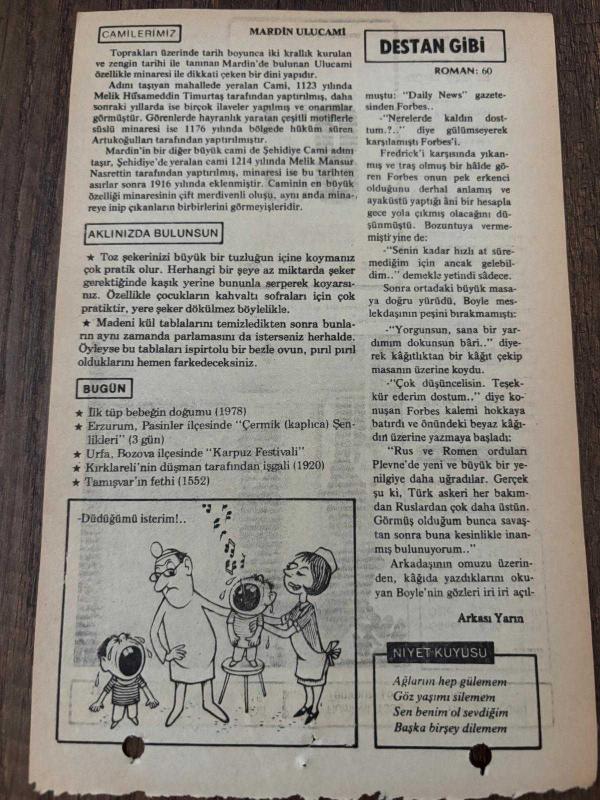 CAMİLERİMİZ
MARDİN ULUCAMİ
Toprakları üzerinde tarih boyunca iki krallık kurulan
ve zengin tarihi ile tanınan Mardin'de bulunan Ulucami
özellikle minaresi ile dikkati çeken bir dini yapıdır.
Adını taşıyan mahallede yeralan Cami, 1123 yılında
Melik Hüsameddin Timurtaş tarafından yaptırılmış, daha
sonraki yıllarda ise birçok ilaveler yapılmış ve onarımlar
görmüştür. Görenlerde hayranlık yaratan çeşitli motiflerle
süslü minaresi ise 1176 yılında bölgede hüküm süren
Artukoğulları tarafından yaptırılmıştır.
Mardin'in bir diğer büyük cami de Şehidiye Cami adını
taşır, Şehidiye'de yeralan cami 1214 yılında Melik Mansur
Nasrettin tarafından yaptırılmış, minaresi ise bu tarihten
asırlar sonra 1916 yılında eklenmiştir. Caminin en büyük
özelliği minaresinin çift merdivenli oluşu, aynı anda mina-
reye inip çıkanların birbirlerini görmeyişleridir.
AKLINIZDA BULUNSUN
★ Toz şekerinizi büyük bir tuzluğun içine koymanız
çok pratik olur. Herhangi bir şeye az miktarda şeker
gerektiğinde kaşık yerine bununla serperek koyarsı-
nız. Özellikle çocukların kahvaltı sofraları için çok
pratiktir, yere şeker dökülmez böylelikle.
★ Madeni kül tablalarını temizledikten sonra bunla-
rın aynı zamanda parlamasını da istersiniz herhalde.
Öyleyse bu tablaları ispirtolu bir bezle ovun, pırıl pırıl
olduklarını hemen farkedeceksiniz.
BUGÜN
★ İlk tüp bebeğin doğumu (1978)
★ Erzurum, Pasinler ilçesinde "Çermik (kaplıca) Şen-
likleri" (3 gün)
★ Urfa, Bozova ilçesinde "Karpuz Festivali"
★ Kırklareli'nin düşman tarafından işgali (1920)
★ Tamışvar'ın fethi (1552)
-Düdüğümü isterim!..
DESTAN GİBİ
ROMAN: 60
muştu: "Daily News" gazete-
sinden Forbes..
-"Nerelerde kaldın dost-
tum.?.." diye gülümseyerek
karşılamıştı Forbes'i.
Fredrick'i karşısında yıkan-
mış ve traş olmuş bir hâlde gö-
ren Forbes onun pek erkenci
olduğunu derhal anlamış ve
ayaküstü yaptığı âni bir hesapla
gece yola çıkmış olacağını dü-
şünmüştü. Bozuntuya verme-
mişti yine de:
-"Senin kadar hızlı at süre-
mediğim için ancak gelebil-
dim.." demekle yetindi sâdece.
Sonra ortadaki büyük masa-
ya doğru yürüdü, Boyle mes-
lekdaşının peşini bırakmamıştı:
-"Yorgunsun, sana bir yar-
dımım dokunsun bâri.." diye-
rek kâğıtlıktan bir kâğıt çekip
masanın üzerine koydu.
-"Çok düşüncelisin. Teşek-
kür ederim dostum.." diye ko-
nuşan Forbes kalemi hokkaya
batırdı ve önündeki beyaz kâğı-
dın üzerine yazmaya başladı:
"Rus ve Romen orduları
Plevne'de yeni ve büyük bir ye-
nilgiye daha uğradılar. Gerçek
şu ki, Türk askeri her bakım-
dan Ruslardan çok daha üstün.
Görmüş olduğum bunca savaş-
tan sonra buna kesinlikle inan-
mış bulunuyorum.."
Arkadaşının omuzu üzerin-
den, kâğıda yazdıklarını oku-
yan Boyle'nin gözleri iri iri açıl-
Arkası Yarın
NİYET KUYUSU
Ağlarım hep gülemem
Göz yaşımı silemem
Sen benim ol sevdiğim
Başka birşey dilemem